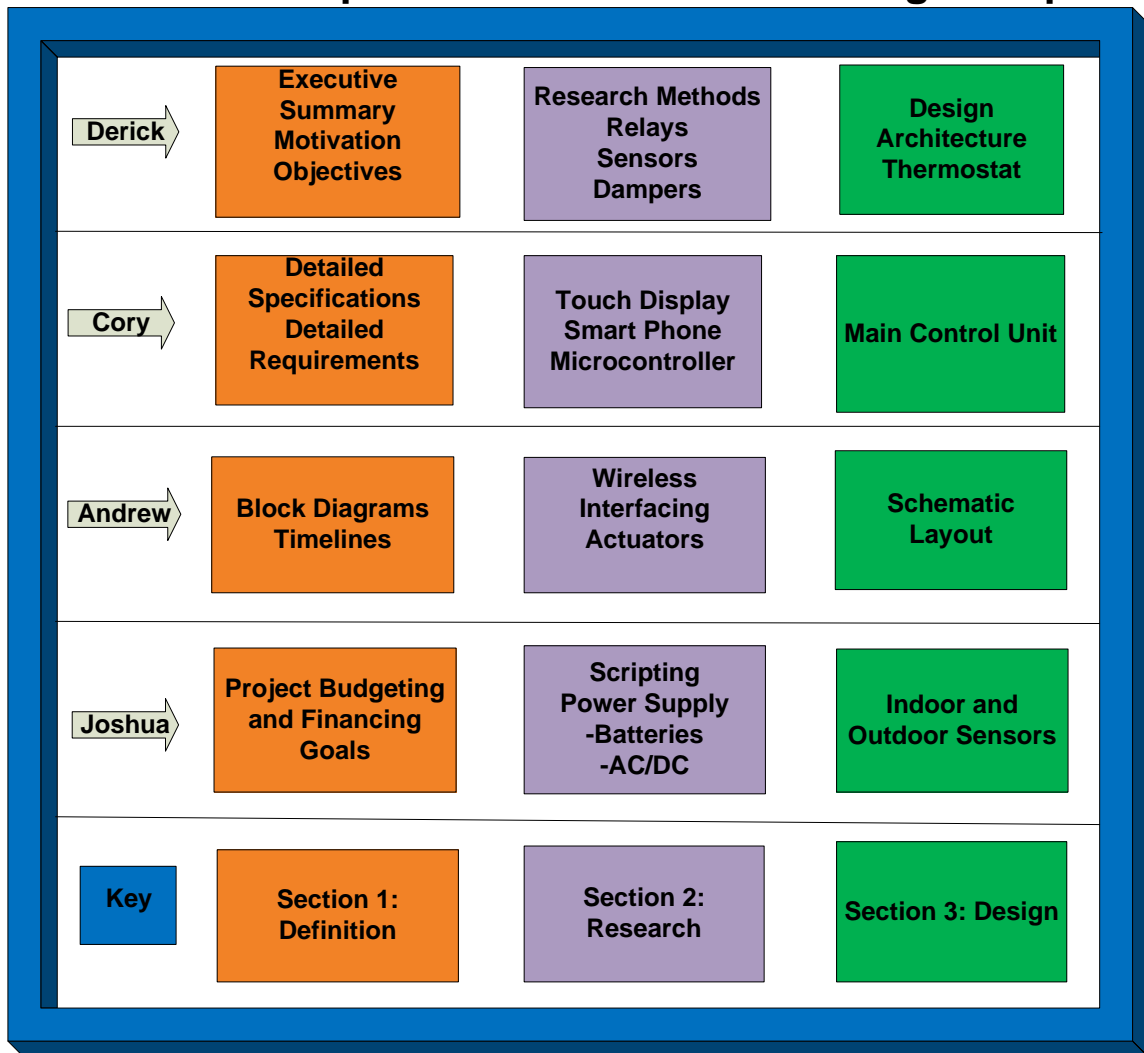 Derick
Executive
Summary
Motivation
Objectives
Research Methods
Relays
Sensors
Dampers
Design
Architecture
Thermostat
Cory
Detailed
Specifications
Detailed
Requirements
Touch Display
Smart Phone
Microcontroller
Main Control Unit
Andrew
Block Diagrams
Timelines
Wireless
Interfacing
Actuators
Schematic
Layout
Joshua
Project Budgeting
and Financing
Goals
Scripting
Power Supply
-Batteries
-AC/DC
Indoor and
Outdoor Sensors
Key
Section 1:
Definition
Section 2:
Research
Section 3: Design